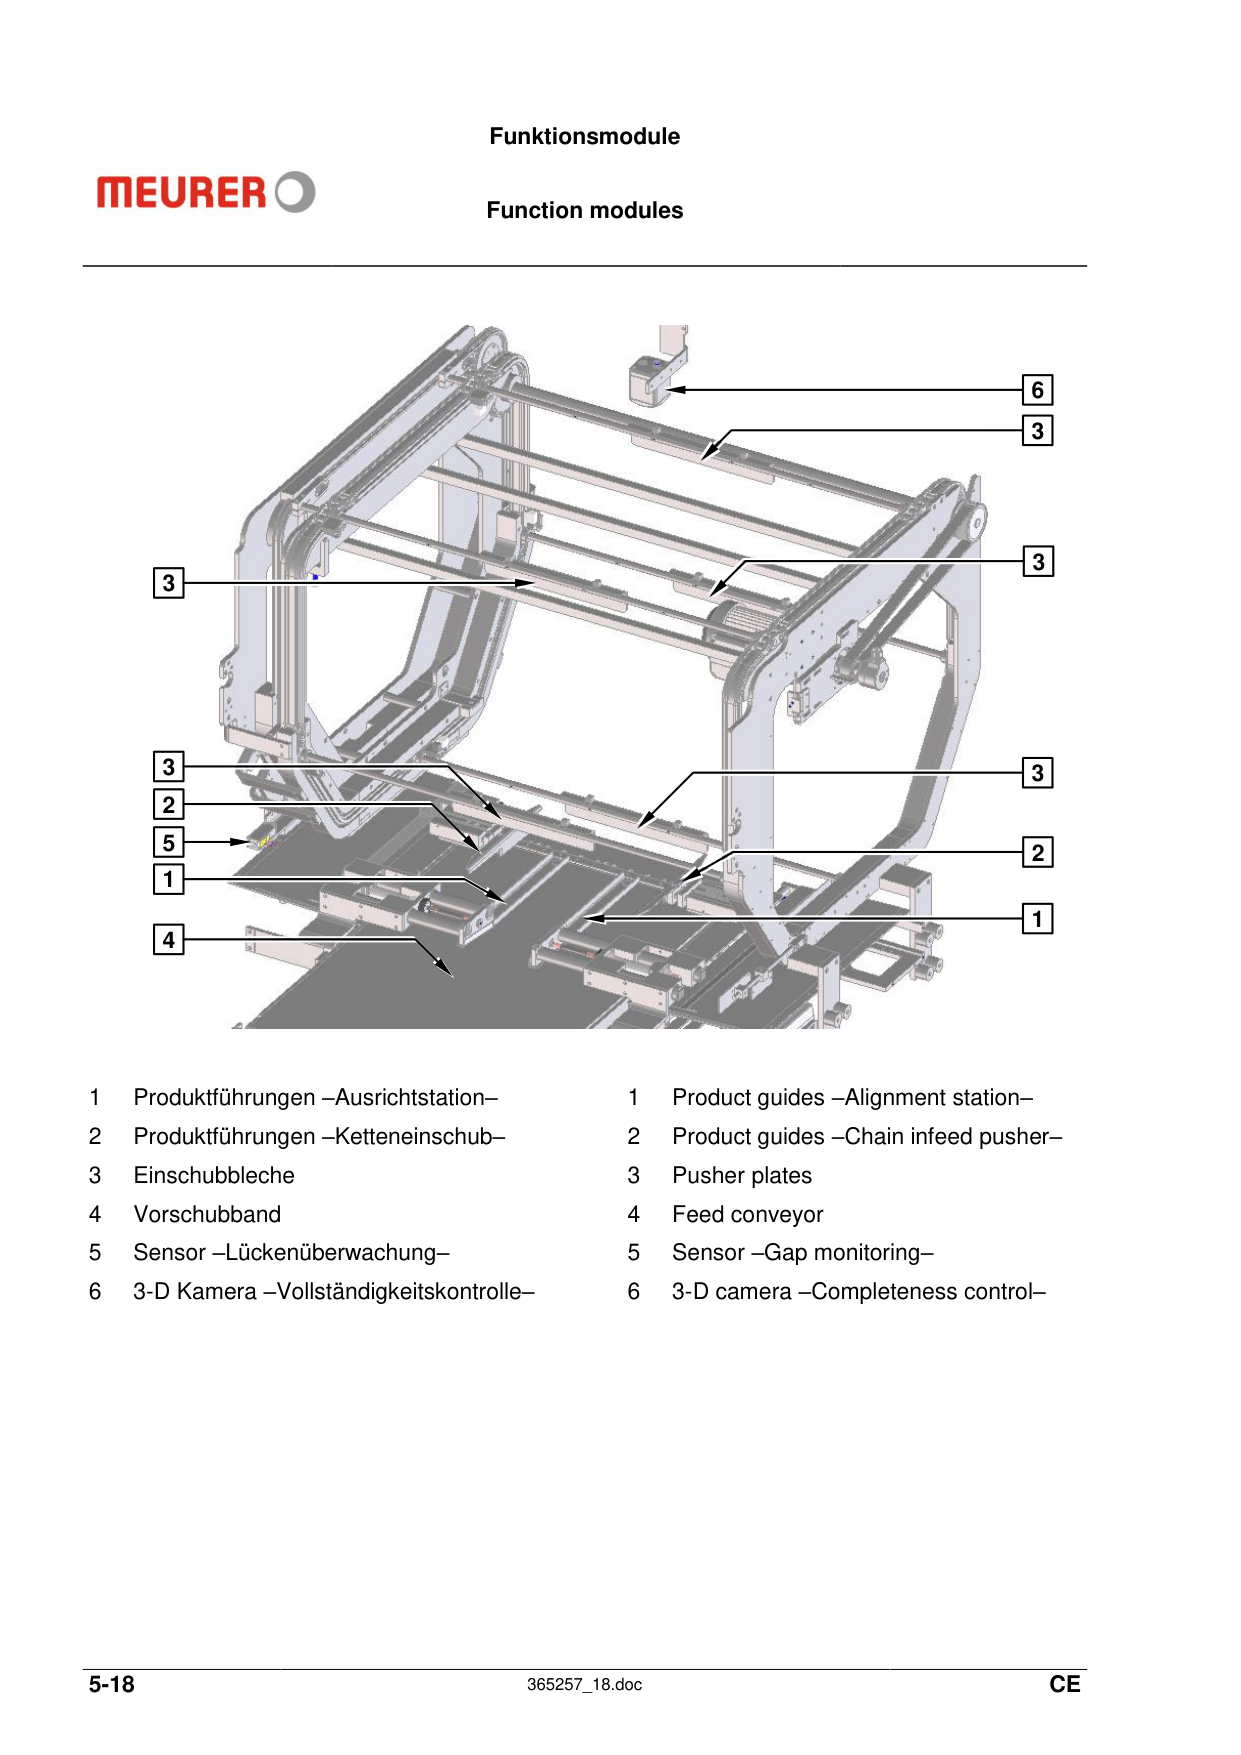 Funktionsmodule
MEURER
Function modules
6
3
3
3
3
3
2
5
2
1
1
4
1 Produktführungen –Ausrichtstation– 1 Product guides –Alignment station–
2 Produktführungen –Ketteneinschub– 2 Product guides –Chain infeed pusher–
3 Einschubbleche 3 Pusher plates
4 Vorschubband 4 Feed conveyor
5 Sensor –Lückenüberwachung– 5 Sensor –Gap monitoring–
6 3-D Kamera –Vollständigkeitskontrolle– 6 3-D camera –Completeness control–
5-18 365257_18.doc CE